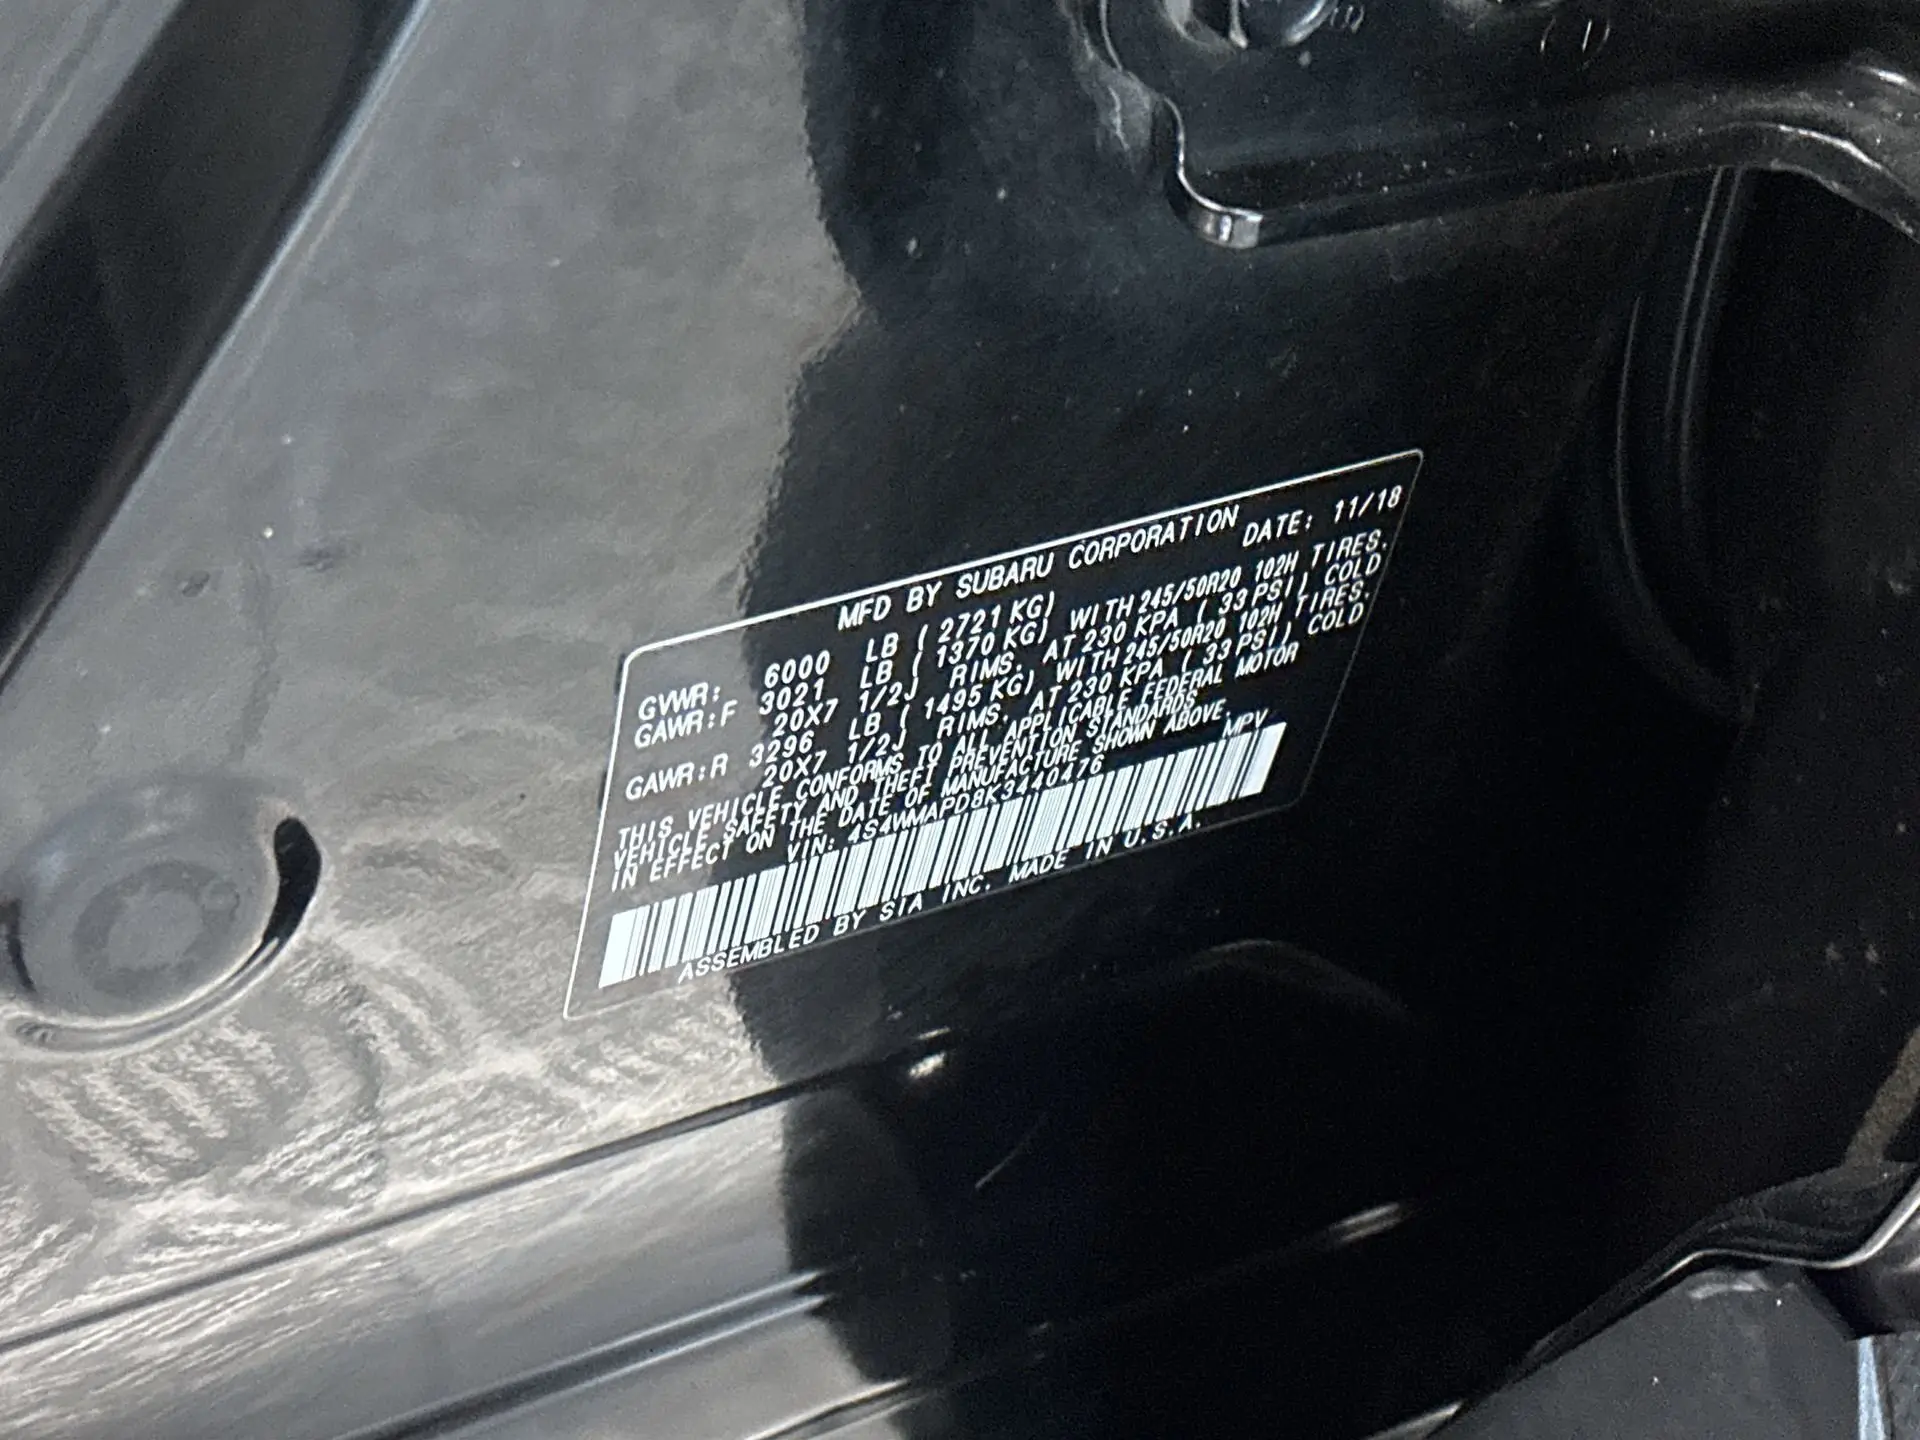 MFD BY SUBARU CORPORATION
DATE: 11/18
GVWR: 6000 LB ( 2721 KG)
GAWR:F 3021 LB ( 1370 KG) WITH 245/50R20 102H TIRES.
20X7 1/2J RIMS. AT 230 KPA ( 33 PSI) COLD
GAWR:R 3296 LB ( 1495 KG) WITH 245/50R20 102H TIRES.
20X7 1/2J RIMS. AT 230 KPA ( 33 PSI) COLD
THIS VEHICLE CONFORMS TO ALL APPLICABLE FEDERAL MOTOR
VEHICLE SAFETY AND THEFT PREVENTION STANDARDS
IN EFFECT ON THE DATE OF MANUFACTURE SHOWN ABOVE.
VIN: 4S4WMAPD8K3440476 MPV
ASSEMBLED BY SIA INC. MADE IN U.S.A.